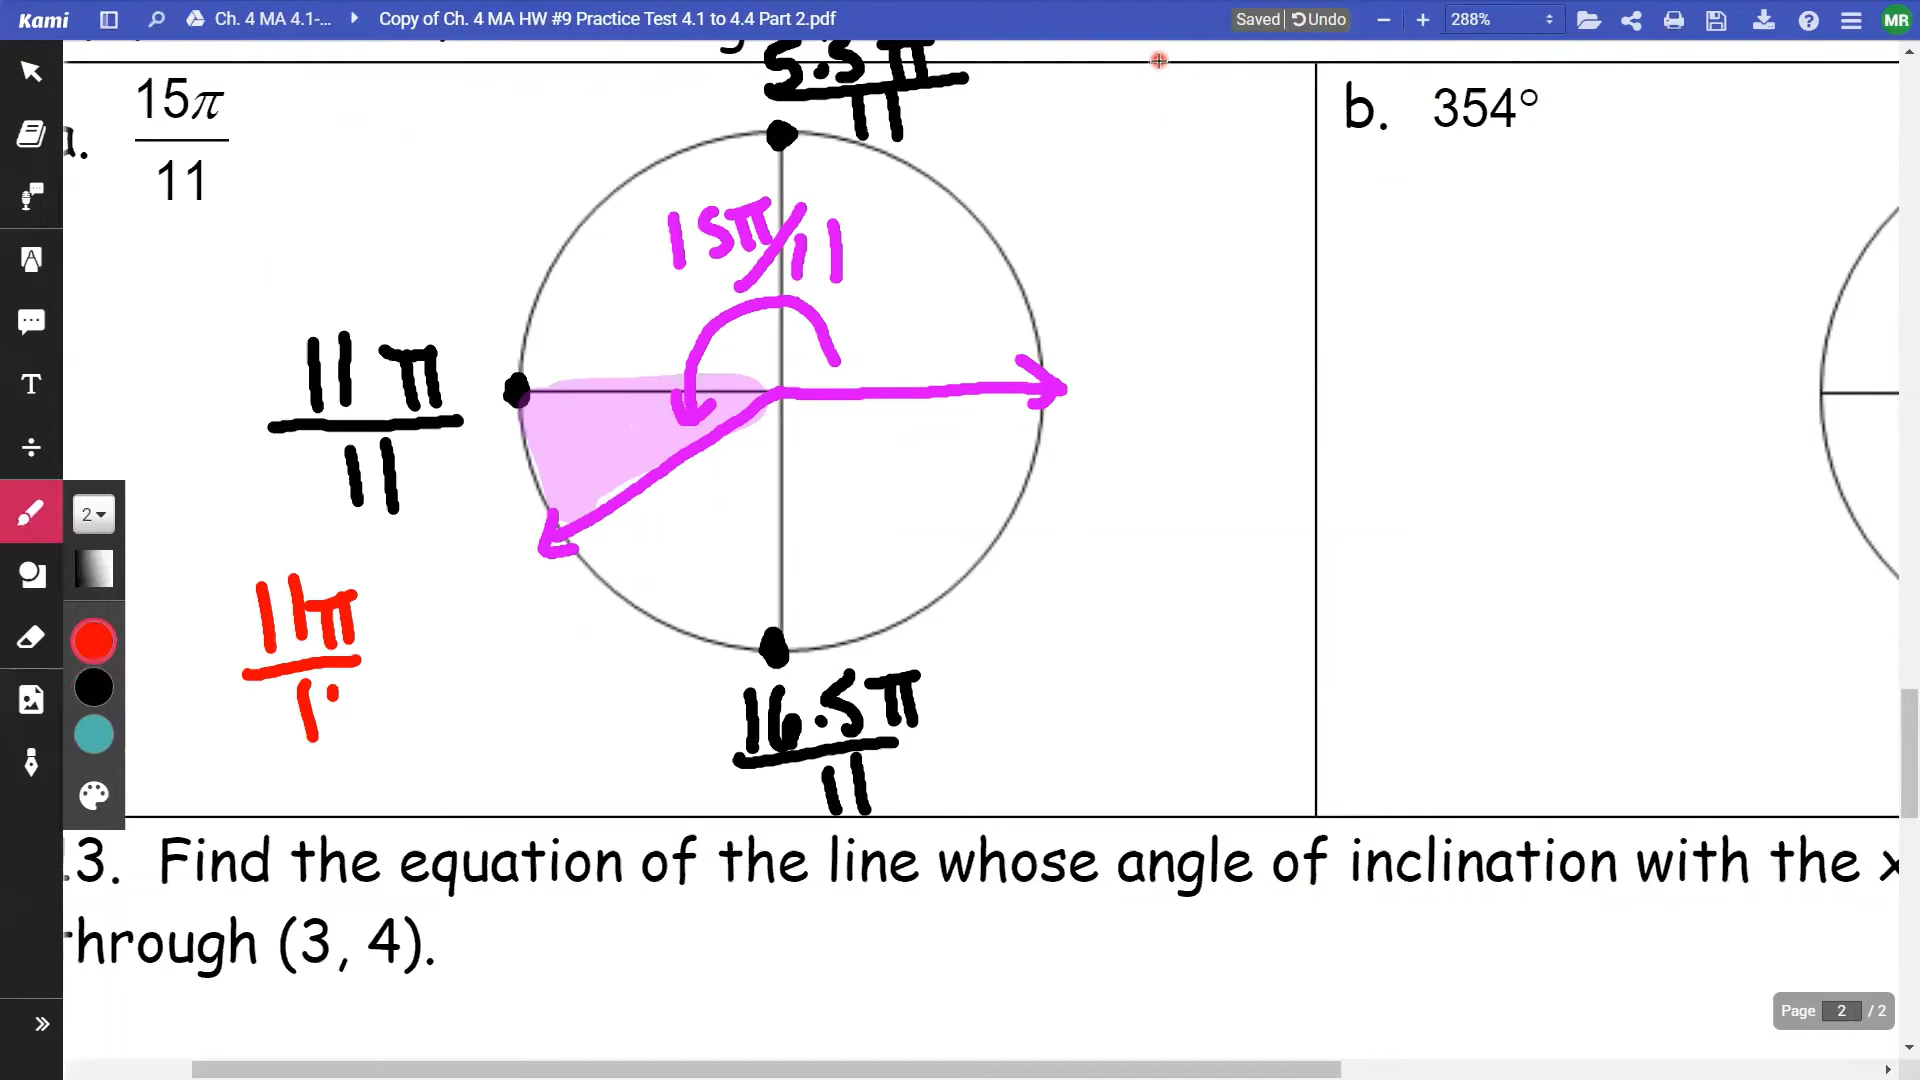 Kami
Ch. 4 MA 4.1-...
Copy of Ch. 4 MA HW #9 Practice Test 4.1 to 4.4 Part 2.pdf
Saved
Undo
288%
MR
5.5π
11
a.
15π
11
b. 354°
15π/11
11π
11
T
2
11π
16.5π
11
13. Find the equation of the line whose angle of inclination with the x
through (3, 4).
Page 2 / 2